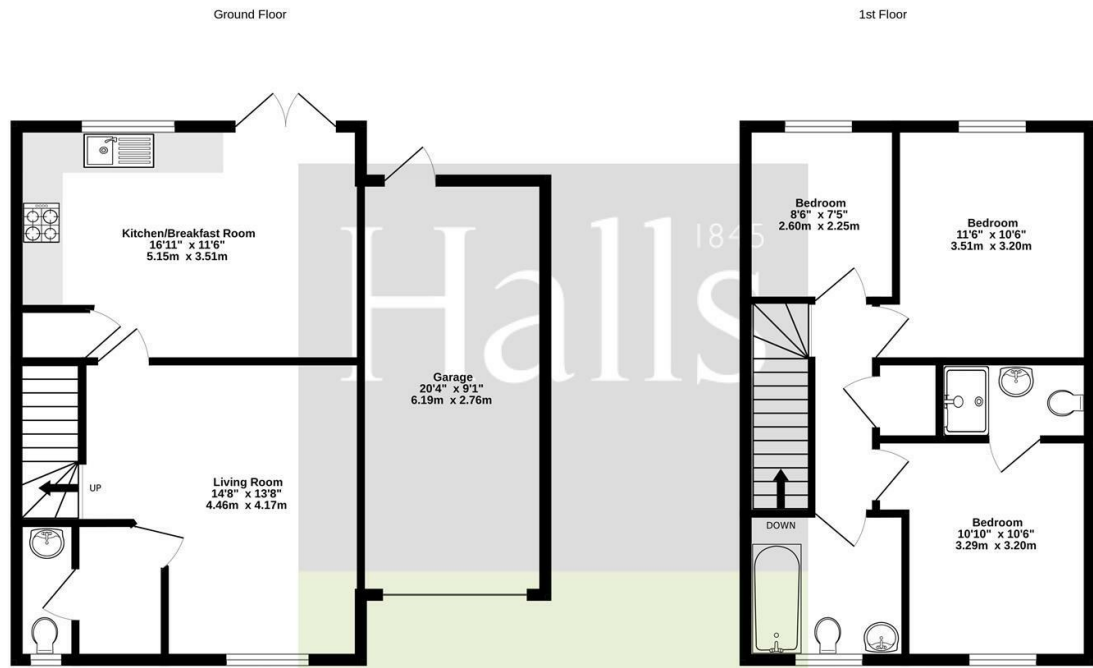 Ground Floor
1st Floor
Kitchen/Breakfast Room
16'11" x 11'6"
5.15m x 3.51m
Bedroom
8'6" x 7'5"
2.60m x 2.25m
Bedroom
11'6" x 10'6"
3.51m x 3.20m
1845
Halls
Garage
20'4" x 9'1"
6.19m x 2.76m
Living Room
14'8" x 13'8"
4.46m x 4.17m
UP
DOWN
Bedroom
10'10" x 10'6"
3.29m x 3.20m